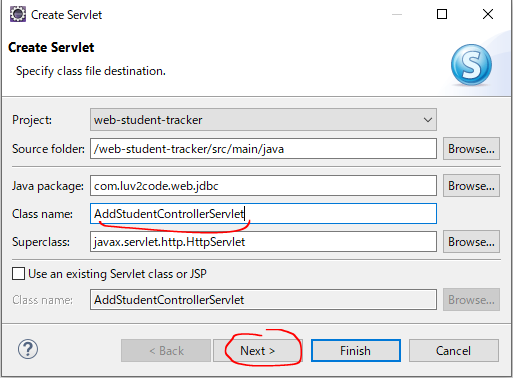 Create Servlet
Create Servlet
Specify class file destination.
S
Project: web-student-tracker
Source folder: /web-student-tracker/src/main/java Browse...
Java package: com.luv2code.web.jdbc Browse...
Class name: AddStudentControllerServlet
Superclass: javax.servlet.http.HttpServlet Browse...
Use an existing Servlet class or JSP
Class name: AddStudentControllerServlet Browse...
? < Back Next > Finish Cancel